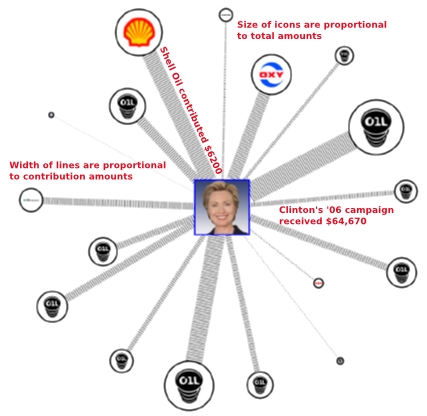 Size of icons are proportional
to total amounts
OXY
Shell Oil contributed $6200
OIL
OIL
Width of lines are proportional
to contribution amounts
OIL
OIL
Clinton's '06 campaign
received $64,670
OIL
OIL
OIL
OIL
OIL
OIL